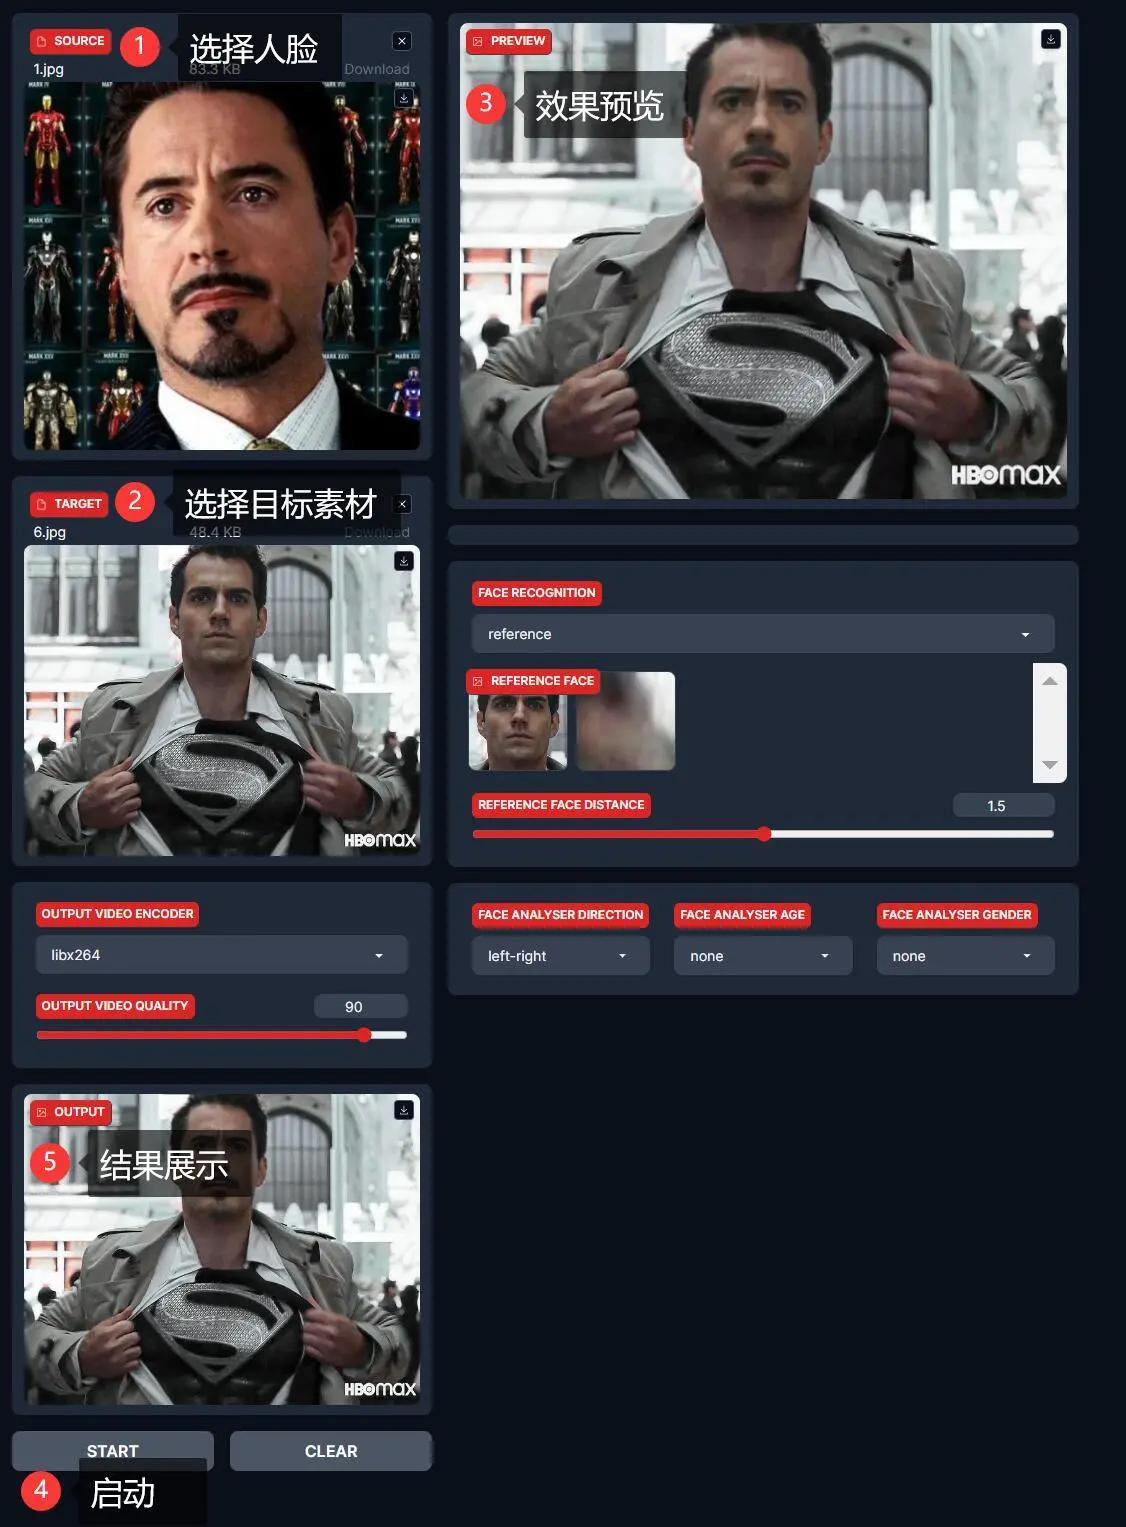 SOURCE
1
选择人脸
1.jpg
83.3 KB
Download
2
选择目标素材
TARGET
6.jpg
48.4 KB
Download
HBOmax
OUTPUT VIDEO ENCODER
libx264
OUTPUT VIDEO QUALITY
90
OUTPUT
5
结果展示
HBOmax
START
CLEAR
4
启动
PREVIEW
3
效果预览
HBOmax
FACE RECOGNITION
reference
REFERENCE FACE
REFERENCE FACE DISTANCE
1.5
FACE ANALYSER DIRECTION
FACE ANALYSER AGE
FACE ANALYSER GENDER
left-right
none
none